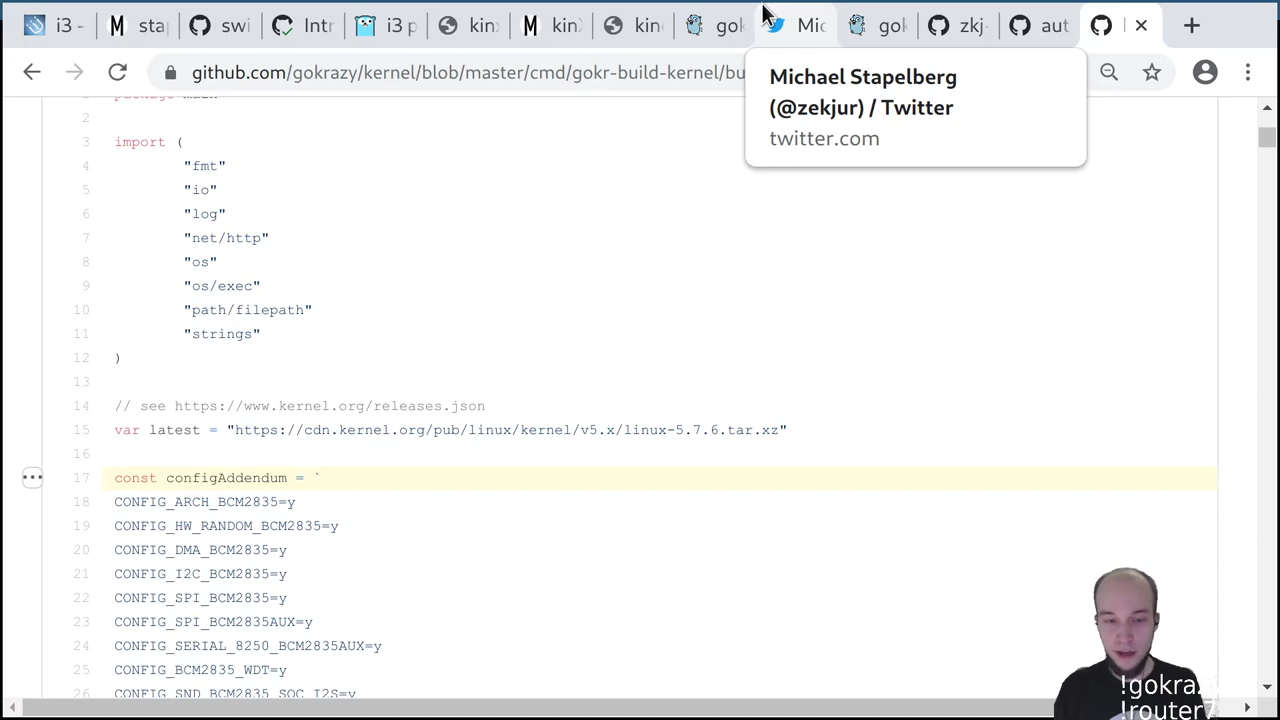 i3 -
sta
swi
Intr
i3 p
kin
kin
kin
gok
Mic
gok
zkj-
aut
github.com/gokrazy/kernel/blob/master/cmd/gokr-build-kernel/bu
Michael Stapelberg
(@zekjur) / Twitter
twitter.com
2
3 import (
4 "fmt"
5 "io"
6 "log"
7 "net/http"
8 "os"
9 "os/exec"
10 "path/filepath"
11 "strings"
12 )
13
14 // see https://www.kernel.org/releases.json
15 var latest = "https://cdn.kernel.org/pub/linux/kernel/v5.x/linux-5.7.6.tar.xz"
16
17 const configAddendum = `
18 CONFIG_ARCH_BCM2835=y
19 CONFIG_HW_RANDOM_BCM2835=y
20 CONFIG_DMA_BCM2835=y
21 CONFIG_I2C_BCM2835=y
22 CONFIG_SPI_BCM2835=y
23 CONFIG_SPI_BCM2835AUX=y
24 CONFIG_SERIAL_8250_BCM2835AUX=y
25 CONFIG_BCM2835_WDT=y
26 CONFIG_SND_BCM2835_SOC_I2S=y
!gokrazy
!router7